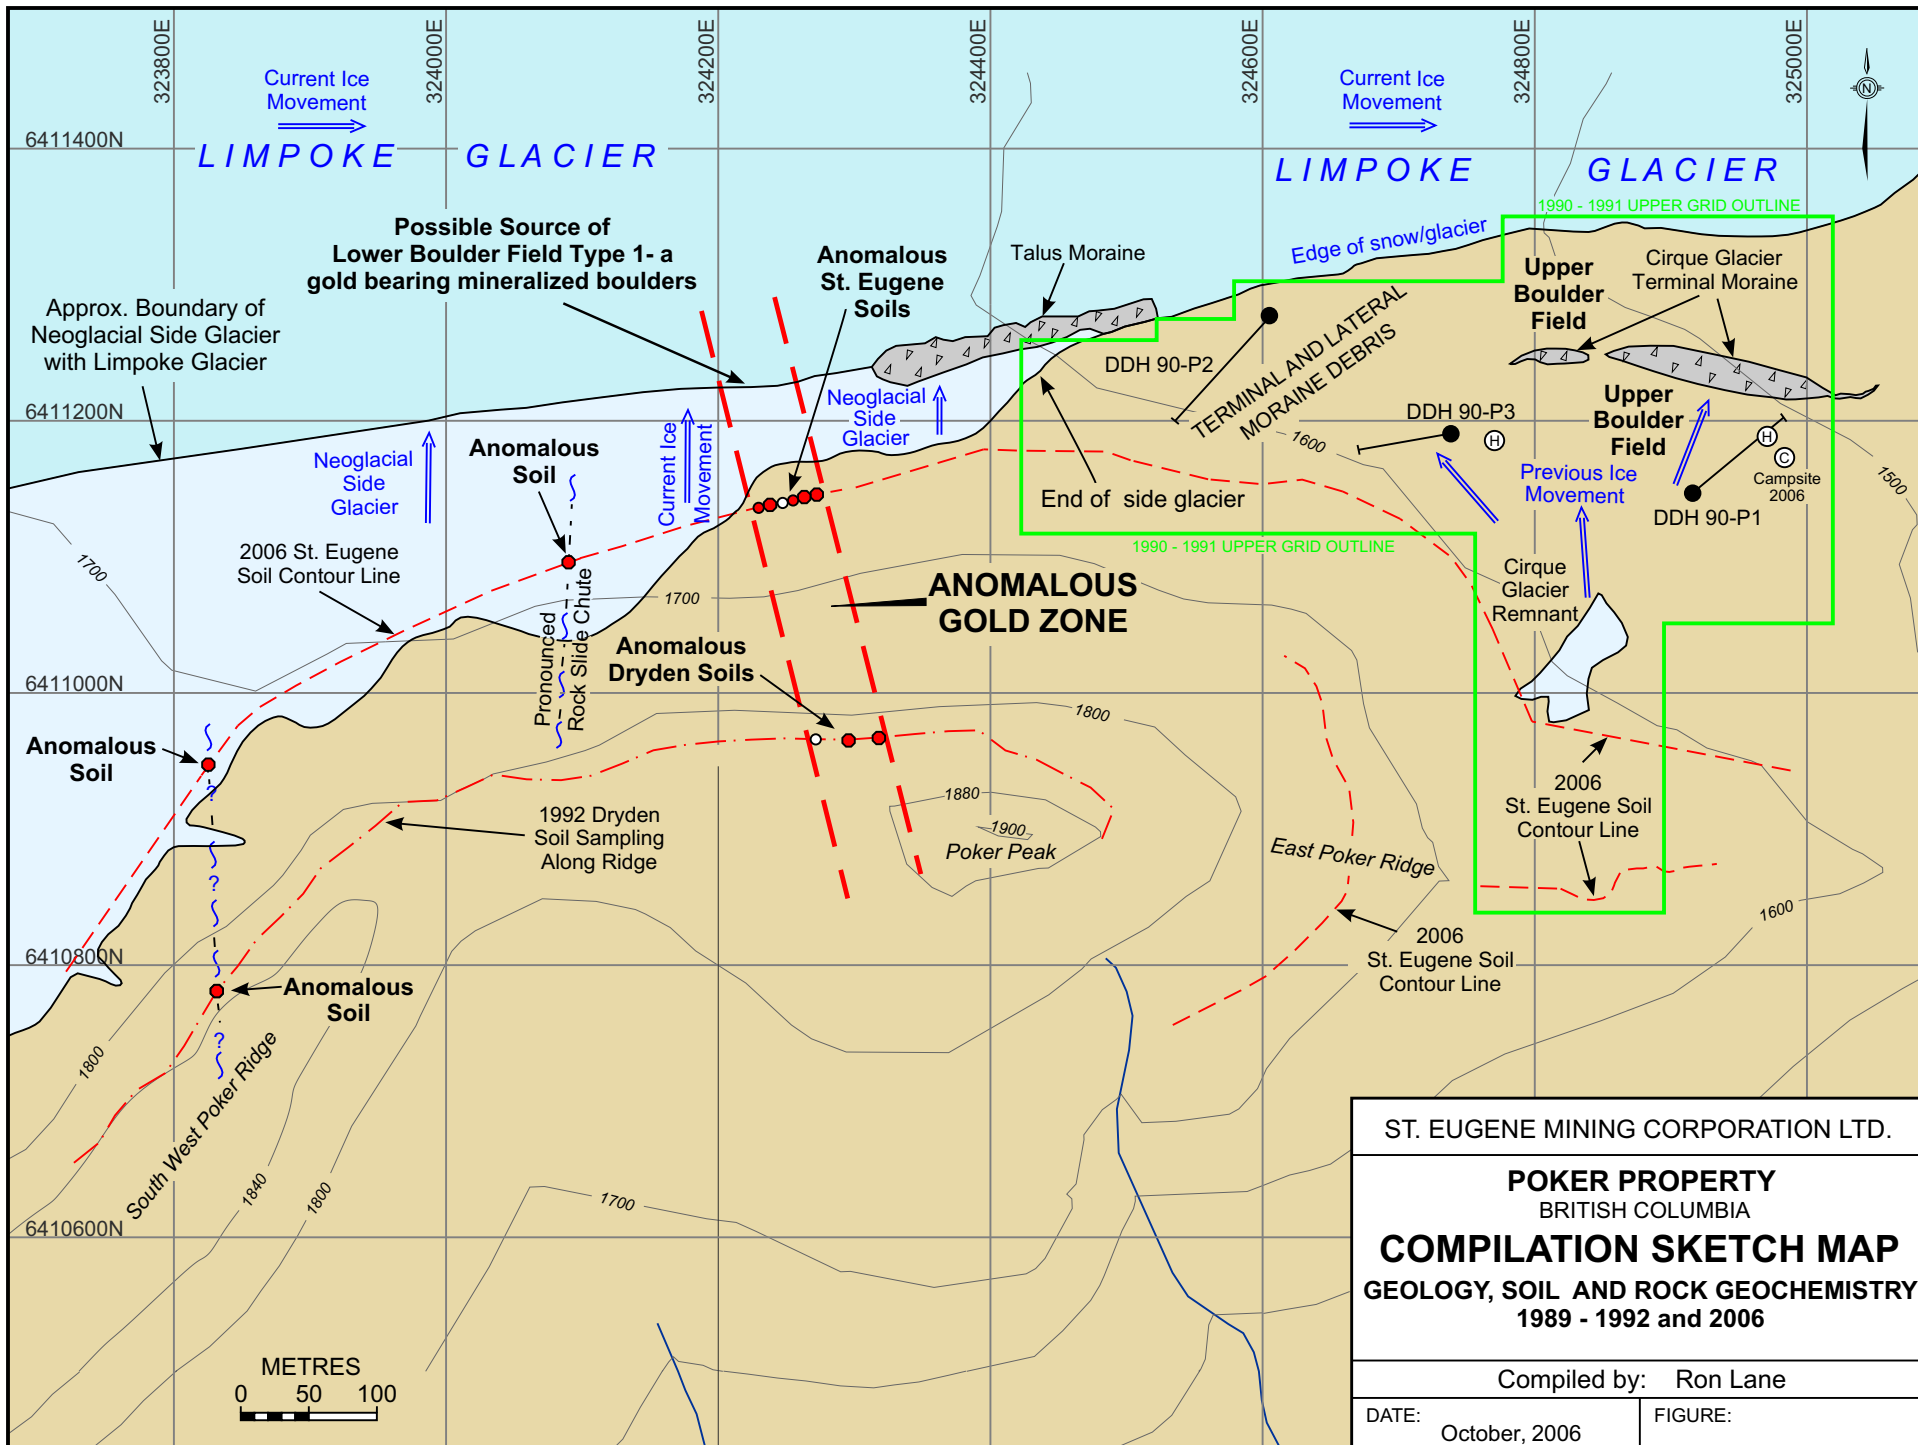 323800E
324000E
324200E
324400E
324600E
324800E
325000E
N
Current Ice
Movement
Current Ice
Movement
6411400N
LIMPOKE GLACIER
LIMPOKE GLACIER
1990 - 1991 UPPER GRID OUTLINE
Possible Source of
Lower Boulder Field Type 1- a
gold bearing mineralized boulders
Anomalous
St. Eugene
Soils
Talus Moraine
Edge of snow/glacier
Upper
Boulder
Field
Cirque Glacier
Terminal Moraine
Approx. Boundary of
Neoglacial Side Glacier
with Limpoke Glacier
DDH 90-P2
TERMINAL AND LATERAL
MORAINE DEBRIS
6411200N
Neoglacial
Side
Glacier
Upper
Boulder
Field
DDH 90-P3
H
H
C
Campsite
2006
1600
1500
Anomalous
Soil
Neoglacial
Side
Glacier
Current Ice
Movement
Previous Ice
Movement
End of side glacier
DDH 90-P1
1990 - 1991 UPPER GRID OUTLINE
2006 St. Eugene
Soil Contour Line
1700
1700
Pronounced
Rock Slide Chute
ANOMALOUS
GOLD ZONE
Cirque
Glacier
Remnant
Anomalous
Dryden Soils
6411000N
1800
Anomalous
Soil
?
1880
1900
Poker Peak
1992 Dryden
Soil Sampling
Along Ridge
2006
St. Eugene Soil
Contour Line
East Poker Ridge
?
1600
2006
St. Eugene Soil
Contour Line
6410800N
Anomalous
Soil
?
1800
South West Poker Ridge
1840
1800
1700
6410600N
METRES
0 50 100
ST. EUGENE MINING CORPORATION LTD.
POKER PROPERTY
BRITISH COLUMBIA
COMPILATION SKETCH MAP
GEOLOGY, SOIL AND ROCK GEOCHEMISTRY
1989 - 1992 and 2006
Compiled by: Ron Lane
DATE:
October, 2006
FIGURE: